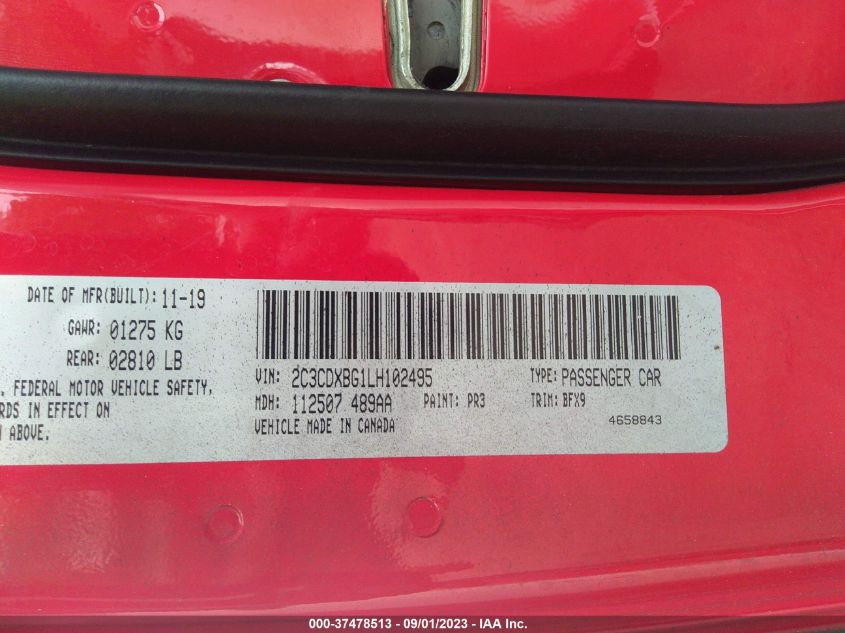 DATE OF MFR(BUILT): 11-19
GAWR: 01275 KG
REAR: 02810 LB
, FEDERAL MOTOR VEHICLE SAFETY,
RDS IN EFFECT ON
ABOVE.
VIN: 2C3CDXBG1LH102495
TYPE: PASSENGER CAR
MDH: 112507 489AA
PAINT: PR3
TRIM: BFX9
VEHICLE MADE IN CANADA
4658843
000-37478513 - 09/01/2023 - IAA Inc.